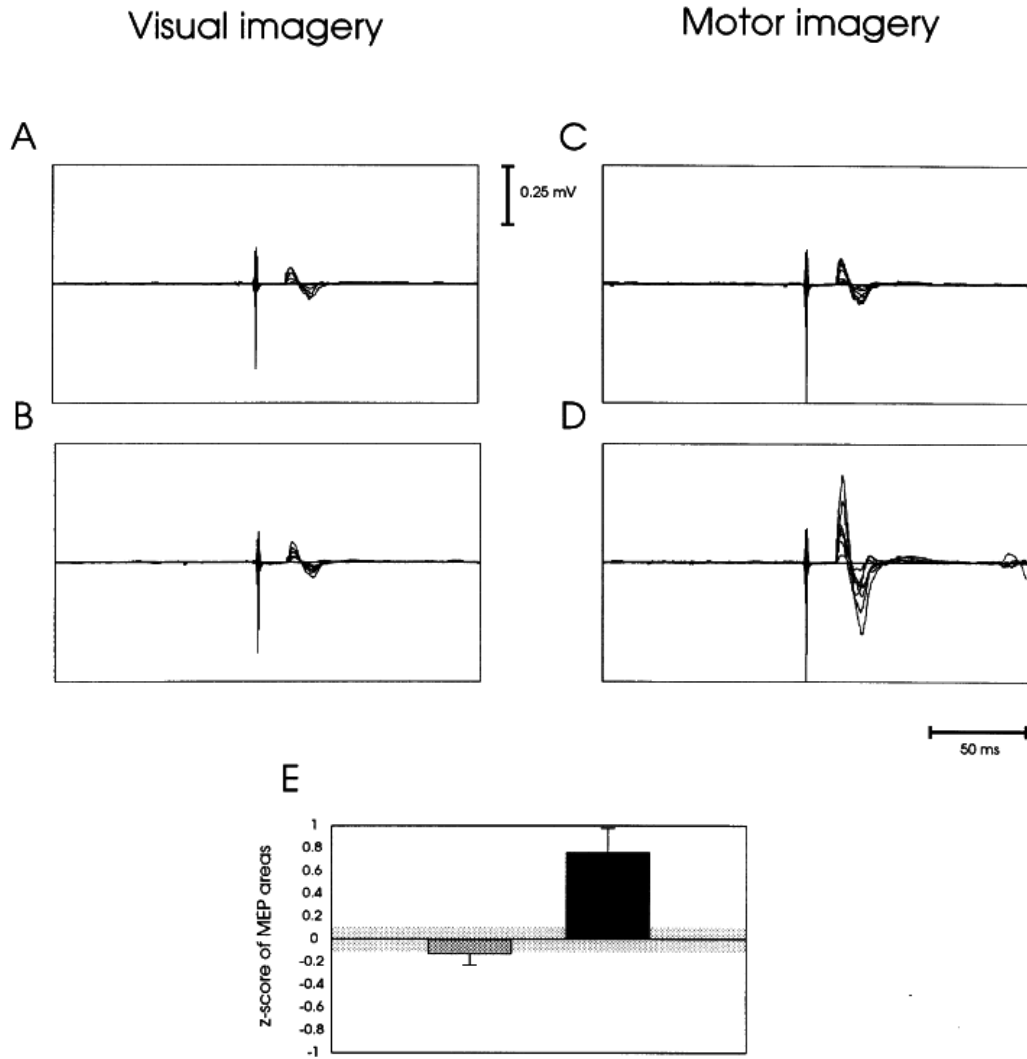 Visual imagery
Motor imagery
A
C
0.25 mV
B
D
50 ms
E
z-score of MEP areas
1
0.8
0.6
0.4
0.2
0
-0.2
-0.4
-0.6
-0.8
-1